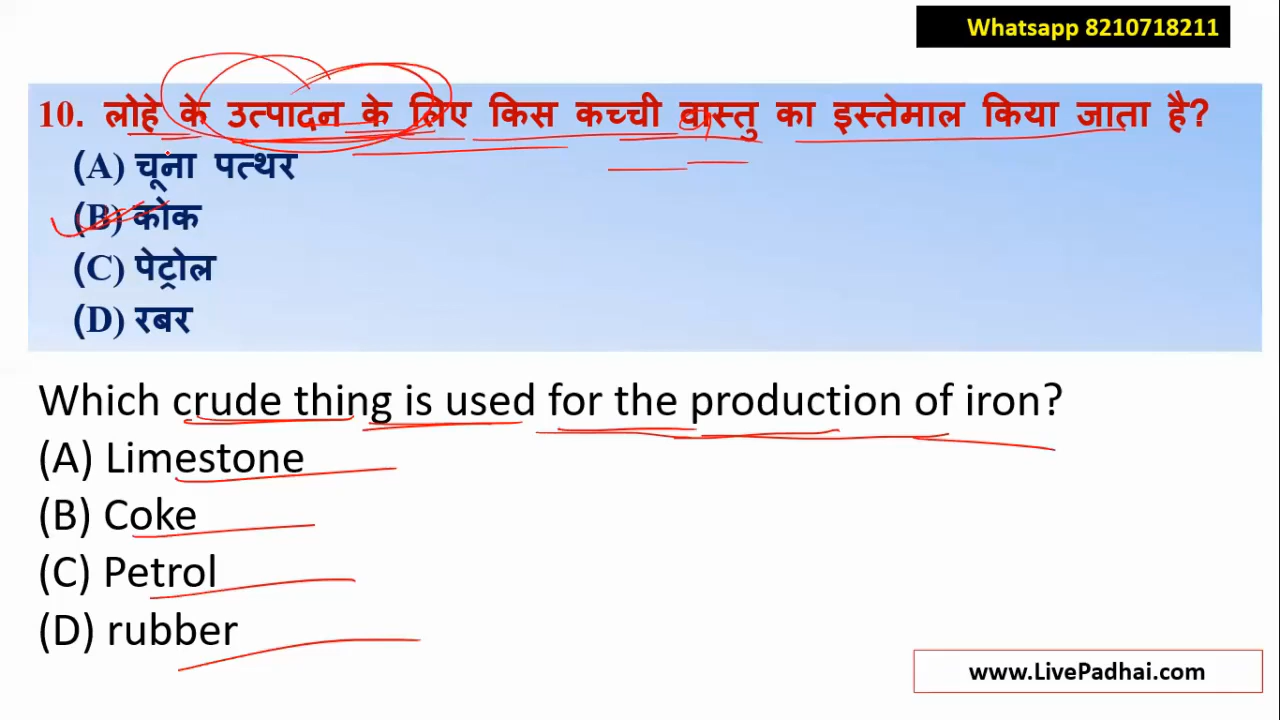 Whatsapp 8210718211
10. लोहे के उत्पादन के लिए किस कच्ची वास्तु का इस्तेमाल किया जाता है?
(A) चूना पत्थर
(B) कोक
(C) पेट्रोल
(D) रबर
Which crude thing is used for the production of iron?
(A) Limestone
(B) Coke
(C) Petrol
(D) rubber
www.LivePadhai.com